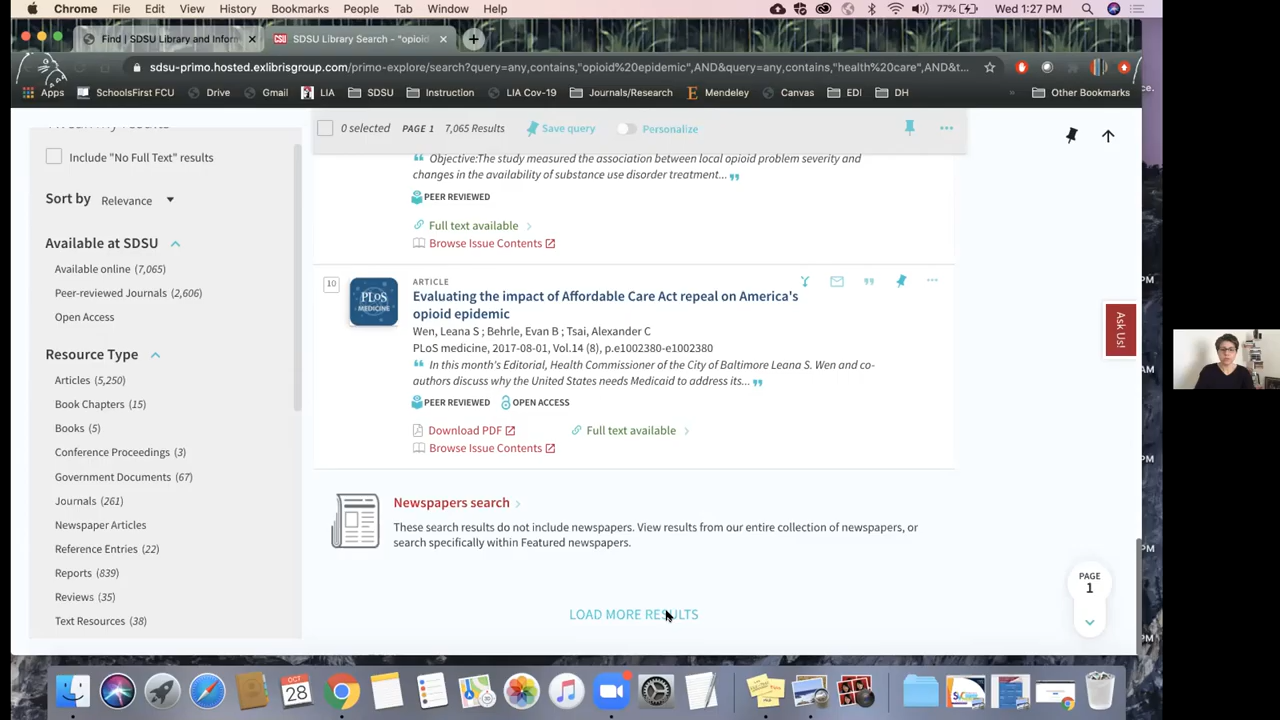 Chrome File Edit View History Bookmarks People Tab Window Help 77% Wed 1:27 PM
Find | SDSU Library and Inform
CSU SDSU Library Search - "opioid
sdsu-primo.hosted.exlibrisgroup.com/primo-explore/search?query=any,contains,"opioid%20epidemic",AND&query=any,contains,"health%20care",AND&t...
Apps SchoolsFirst FCU Drive Gmail LIA SDSU Instruction LIA Cov-19 Journals/Research Mendeley Canvas EDI DH » Other Bookmarks
ce.
Include "No Full Text" results
Sort by Relevance
Available at SDSU
Available online (7,065)
Peer-reviewed Journals (2,606)
Open Access
Resource Type
Articles (5,250)
Book Chapters (15)
Books (5)
Conference Proceedings (3)
Government Documents (67)
Journals (261)
Newspaper Articles
Reference Entries (22)
Reports (839)
Reviews (35)
Text Resources (38)
0 selected PAGE 1 7,065 Results Save query Personalize
Objective:The study measured the association between local opioid problem severity and
changes in the availability of substance use disorder treatment...
PEER REVIEWED
Full text available
Browse Issue Contents
10
PLOS
MEDICINE
ARTICLE
Evaluating the impact of Affordable Care Act repeal on America's
opioid epidemic
Wen, Leana S ; Behrle, Evan B ; Tsai, Alexander C
PLoS medicine, 2017-08-01, Vol.14 (8), p.e1002380-e1002380
In this month's Editorial, Health Commissioner of the City of Baltimore Leana S. Wen and co-
authors discuss why the United States needs Medicaid to address its...
PEER REVIEWED OPEN ACCESS
Download PDF Full text available
Browse Issue Contents
Newspapers search
These search results do not include newspapers. View results from our entire collection of newspapers, or
search specifically within Featured newspapers.
LOAD MORE RESULTS
Ask Us!
PAGE
1
PM
PM
AM
PM
PM
PM
OCT
28